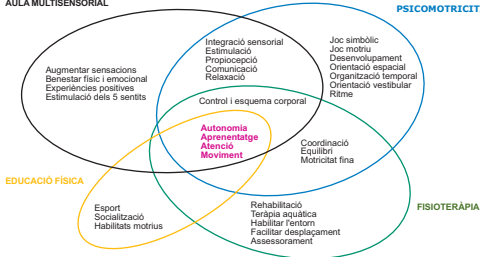 AULA MULTISENSORIAL
PSICOMOTRICIT
Integració sensorial
Estimulació
Propiocepció
Comunicació
Relaxació
Joc simbòlic
Joc motriu
Desenvolupament
Orientació espacial
Organització temporal
Orientació vestibular
Ritme
Augmentar sensacions
Benestar físic i emocional
Experiències positives
Estimulació dels 5 sentits
Control i esquema corporal
Autonomia
Aprenentatge
Atenció
Moviment
Coordinació
Equilibri
Motricitat fina
EDUCACIÓ FÍSICA
Esport
Socialització
Habilitats motrius
Rehabilitació
Teràpia aquàtica
Habilitar l'entorn
Facilitar desplaçament
Assessorament
FISIOTERÀPIA